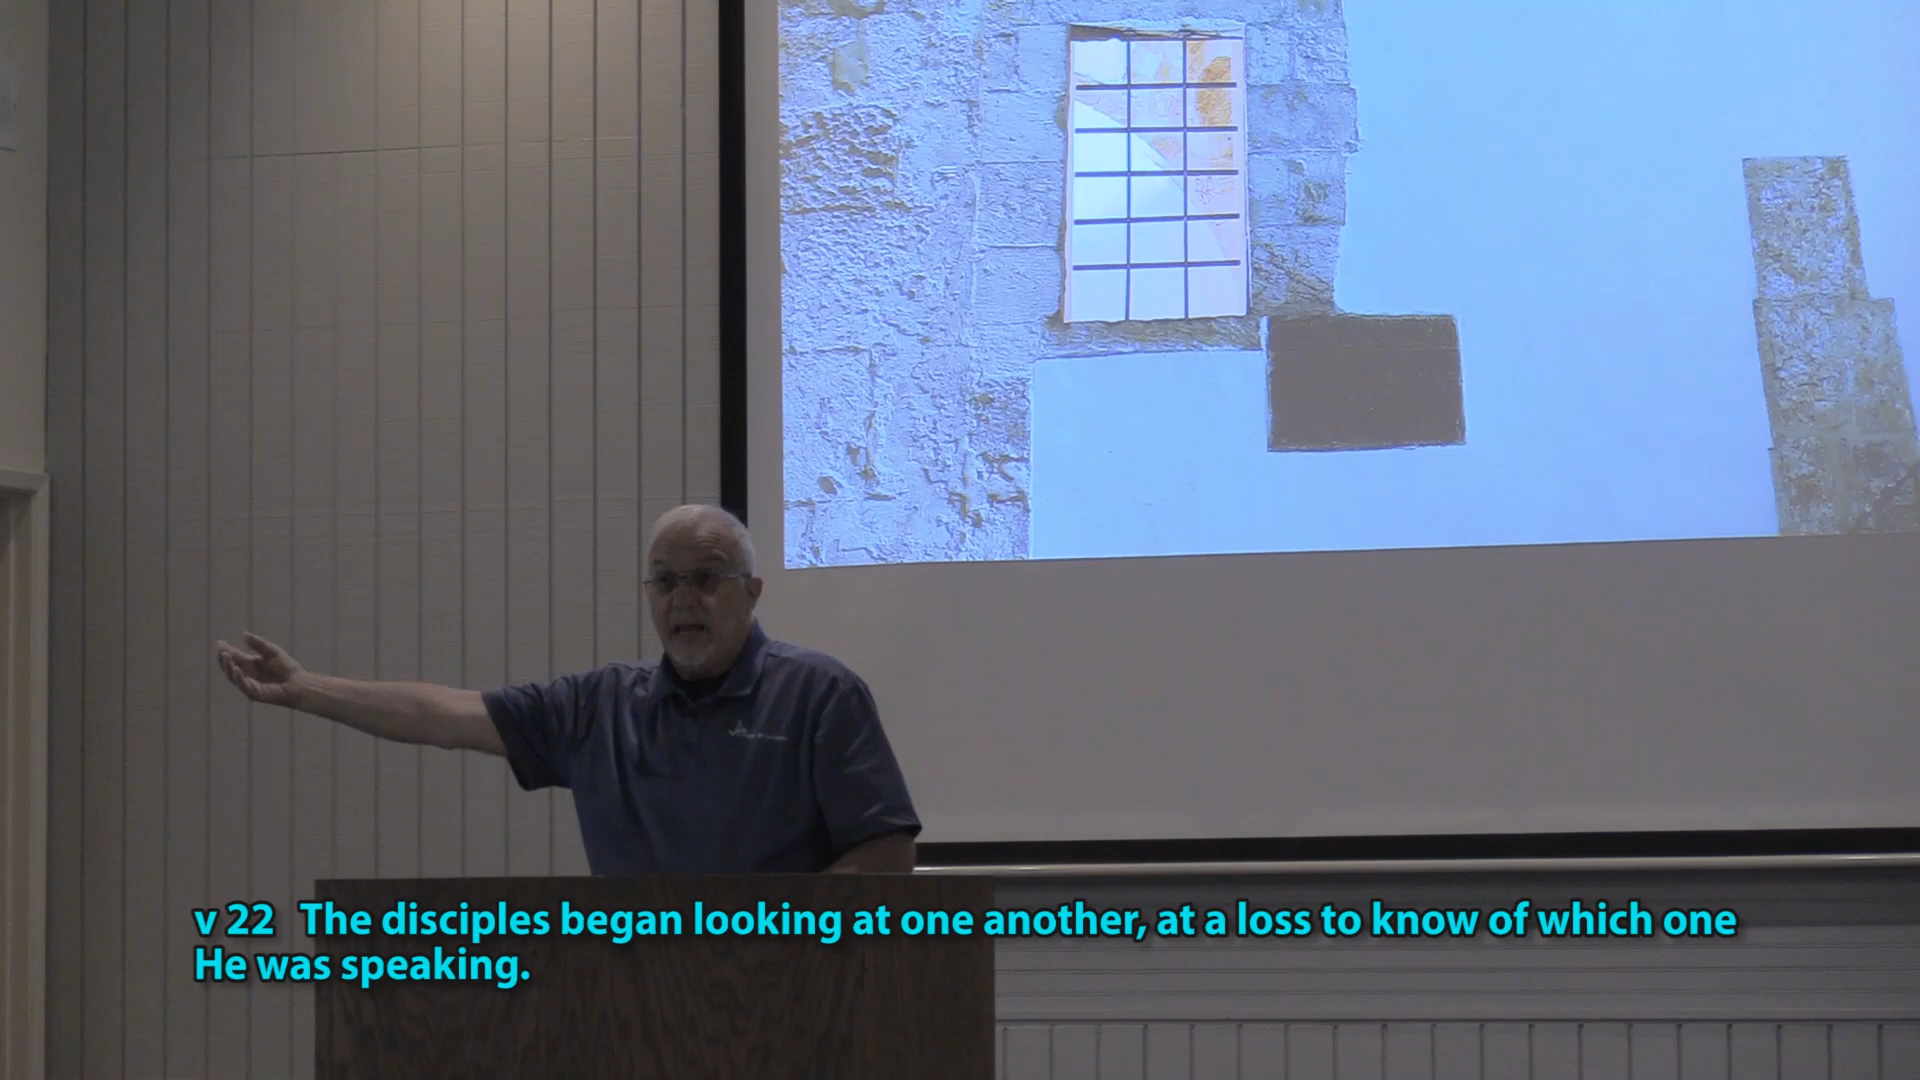 v 22 The disciples began looking at one another, at a loss to know of which one
He was speaking.